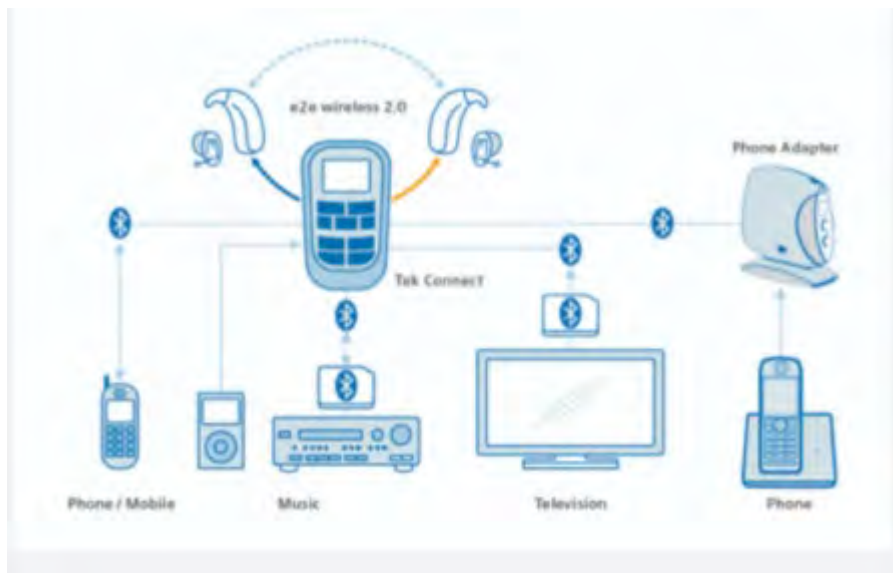 e2e wireless 2.0
Phone Adapter
Tek Connect
Phone / Mobile
Music
Television
Phone